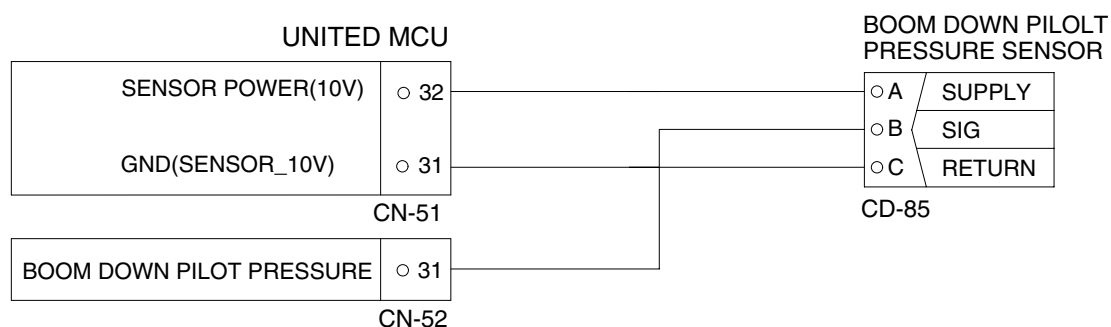 UNITED MCU
SENSOR POWER(10V) 32
GND(SENSOR_10V) 31
CN-51
BOOM DOWN PILOT PRESSURE 31
CN-52
BOOM DOWN PILOLT
PRESSURE SENSOR
A SUPPLY
B SIG
C RETURN
CD-85